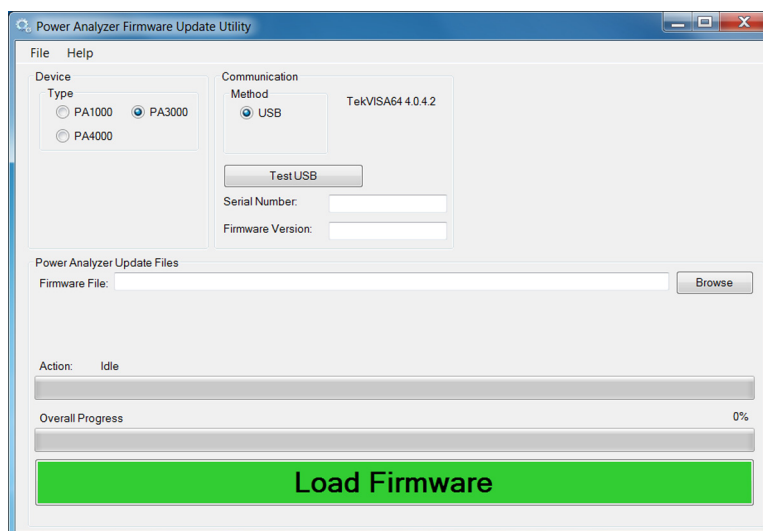 Power Analyzer Firmware Update Utility
File Help
Device
Type
PA1000 PA3000
PA4000
Communication
Method
USB
TekVISA64 4.0.4.2
Test USB
Serial Number:
Firmware Version:
Power Analyzer Update Files
Firmware File:
Browse
Action: Idle
Overall Progress 0%
Load Firmware